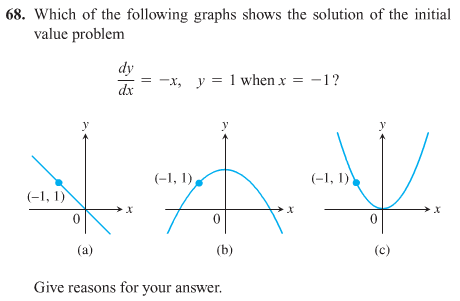 68. Which of the following graphs shows the solution of the initial
value problem
dy/dx = −x, y = 1 when x = −1?
y y y
(−1, 1) (−1, 1) (−1, 1)
0 x 0 x 0 x
(a) (b) (c)
Give reasons for your answer.